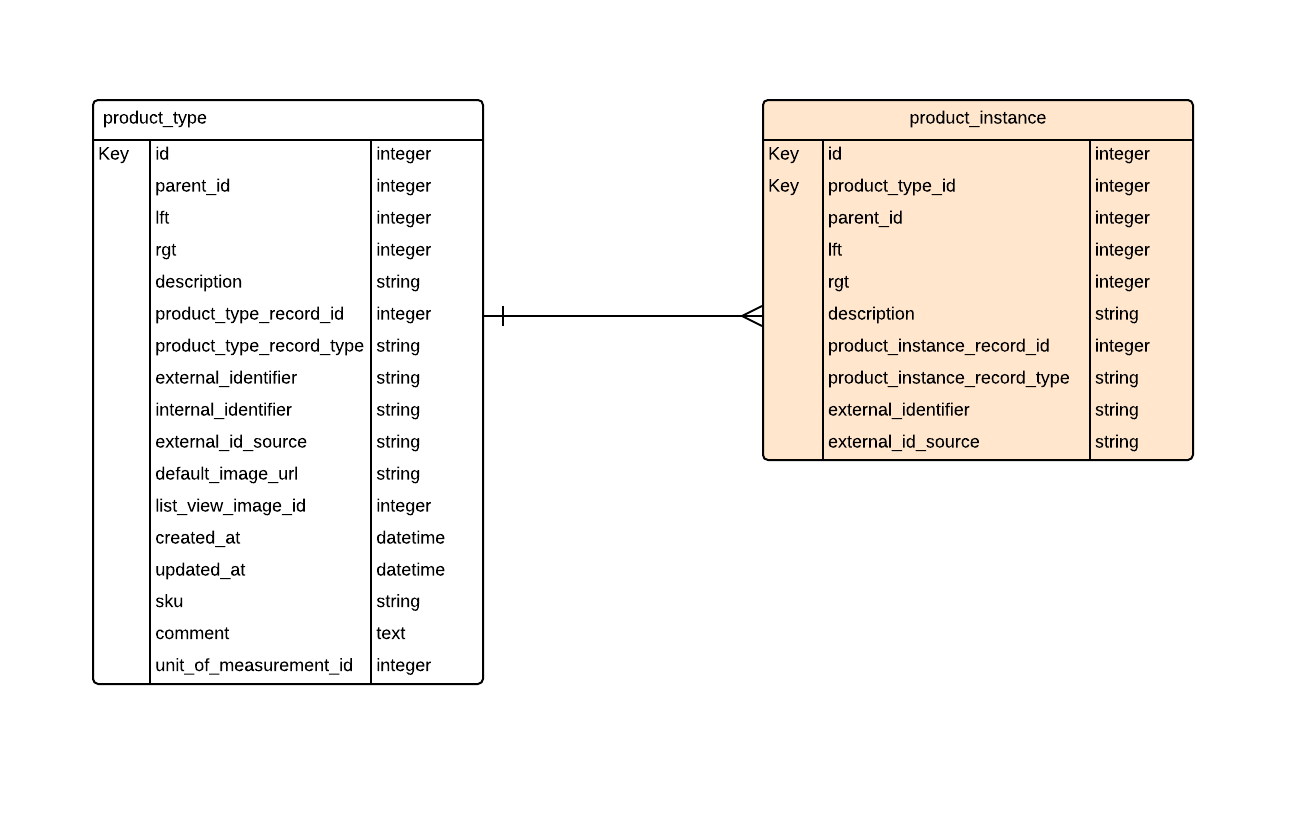 product_type
Key id integer
parent_id integer
lft integer
rgt integer
description string
product_type_record_id integer
product_type_record_type string
external_identifier string
internal_identifier string
external_id_source string
default_image_url string
list_view_image_id integer
created_at datetime
updated_at datetime
sku string
comment text
unit_of_measurement_id integer
product_instance
Key id integer
Key product_type_id integer
parent_id integer
lft integer
rgt integer
description string
product_instance_record_id integer
product_instance_record_type string
external_identifier string
external_id_source string